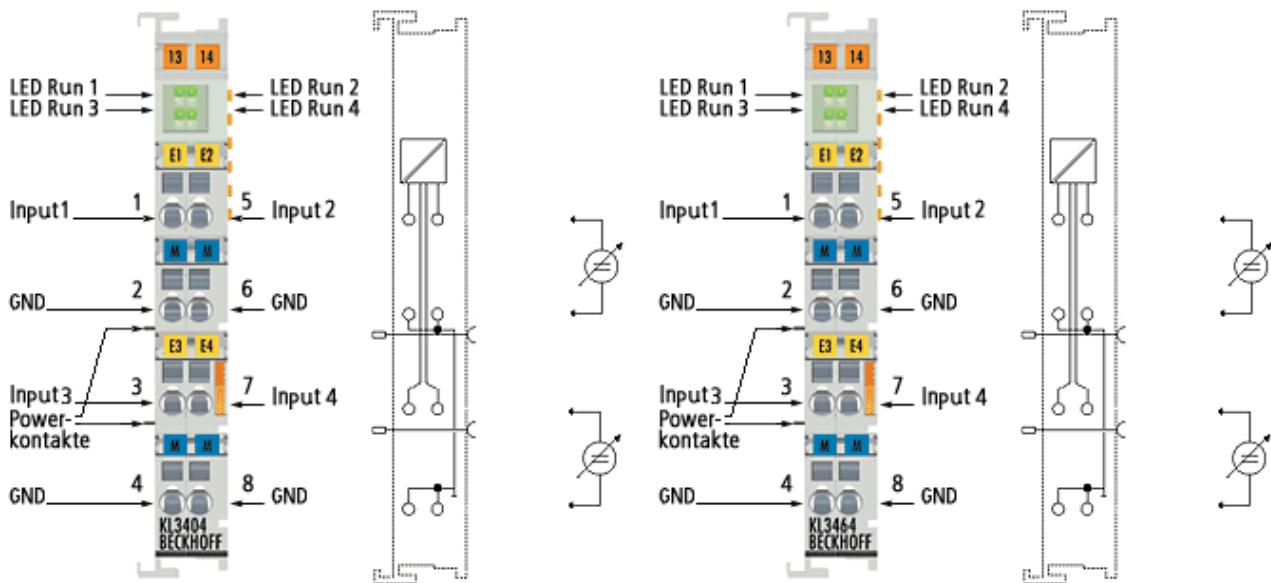 13 14
LED Run 1 LED Run 2
LED Run 3 LED Run 4
E1 E2
1 5
Input1 Input 2
M M
2 6
GND GND
E3 E4
3 7
Input3 Input 4
Power-
kontakte
M M
4 8
GND GND
KL3404
BECKHOFF
13 14
LED Run 1 LED Run 2
LED Run 3 LED Run 4
E1 E2
1 5
Input1 Input 2
M M
2 6
GND GND
E3 E4
3 7
Input3 Input 4
Power-
kontakte
M M
4 8
GND GND
KL3464
BECKHOFF